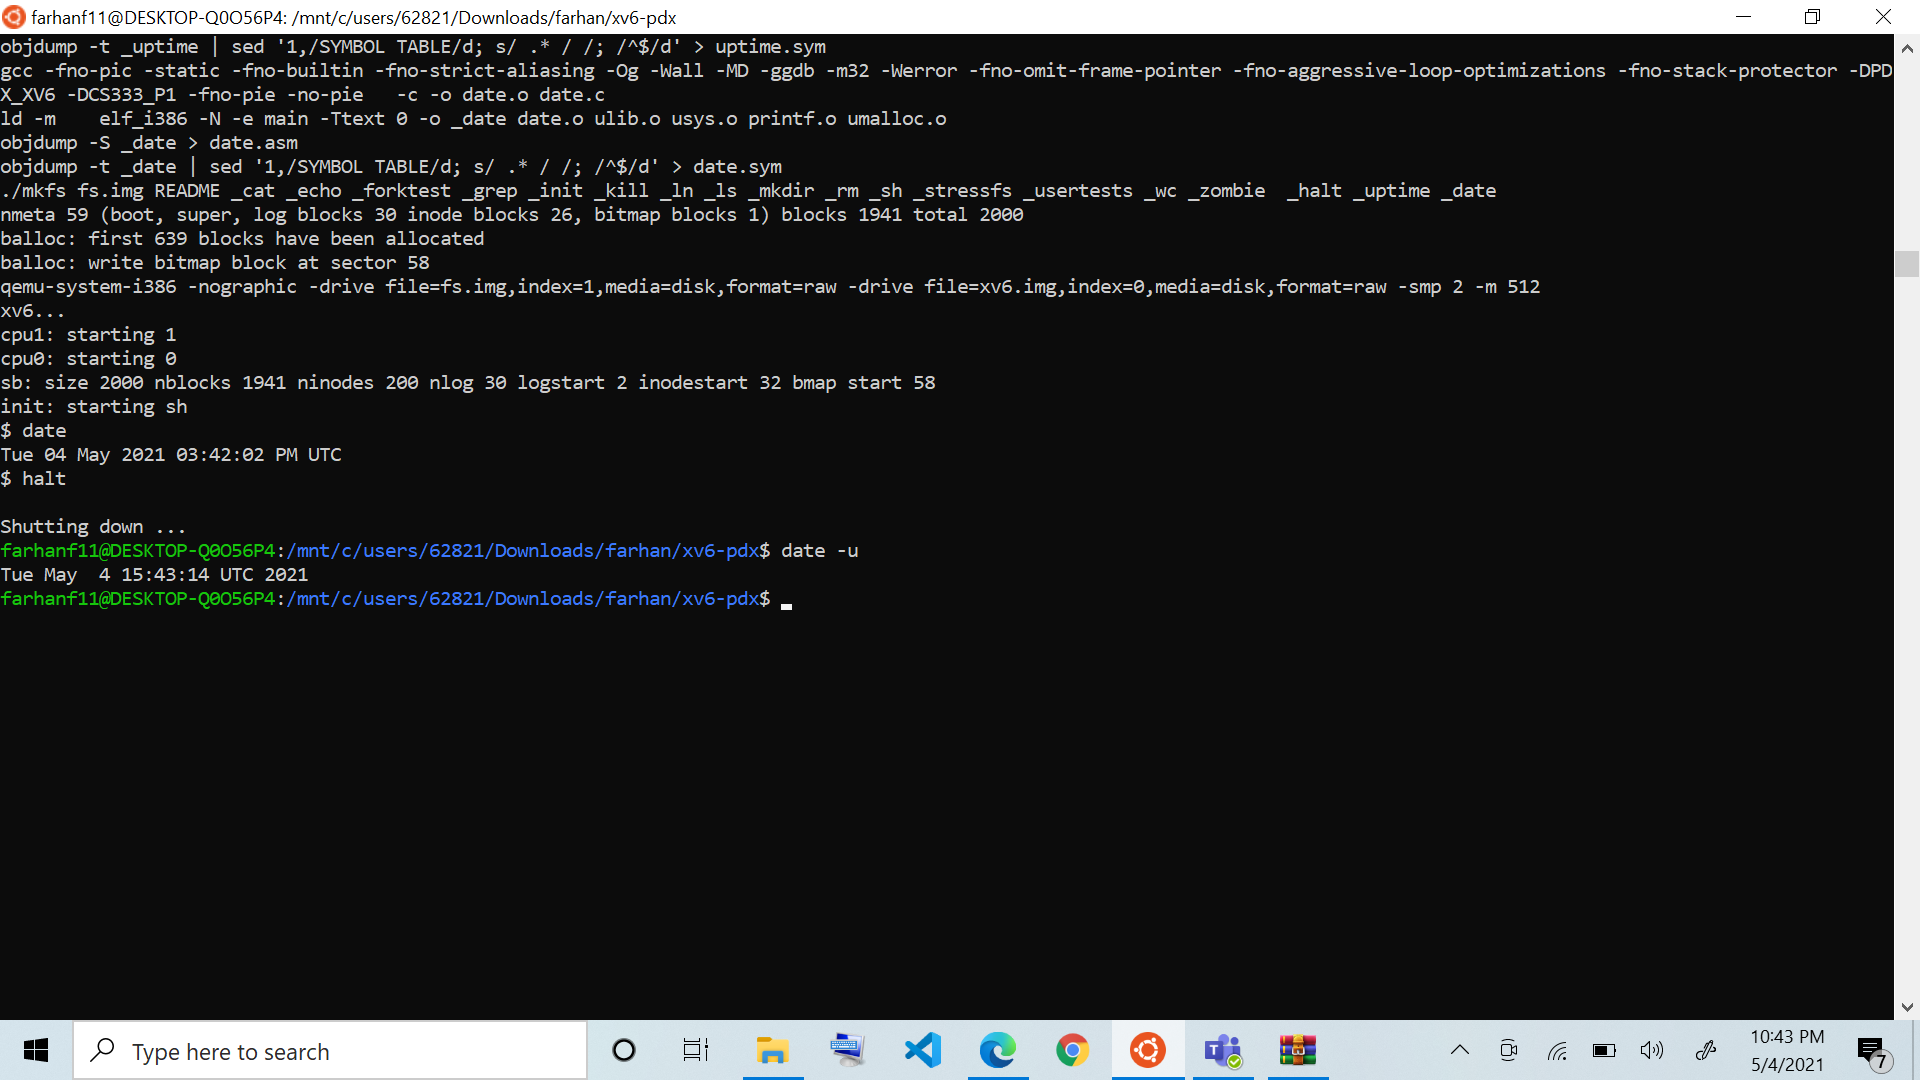 farhanf11@DESKTOP-Q0O56P4: /mnt/c/users/62821/Downloads/farhan/xv6-pdx
objdump -t _uptime | sed '1,/SYMBOL TABLE/d; s/ .* / /; /^$/d' > uptime.sym
gcc -fno-pic -static -fno-builtin -fno-strict-aliasing -Og -Wall -MD -ggdb -m32 -Werror -fno-omit-frame-pointer -fno-aggressive-loop-optimizations -fno-stack-protector -DPD
X_XV6 -DCS333_P1 -fno-pie -no-pie   -c -o date.o date.c
ld -m    elf_i386 -N -e main -Ttext 0 -o _date date.o ulib.o usys.o printf.o umalloc.o
objdump -S _date > date.asm
objdump -t _date | sed '1,/SYMBOL TABLE/d; s/ .* / /; /^$/d' > date.sym
./mkfs fs.img README _cat _echo _forktest _grep _init _kill _ln _ls _mkdir _rm _sh _stressfs _usertests _wc _zombie  _halt _uptime _date
nmeta 59 (boot, super, log blocks 30 inode blocks 26, bitmap blocks 1) blocks 1941 total 2000
balloc: first 639 blocks have been allocated
balloc: write bitmap block at sector 58
qemu-system-i386 -nographic -drive file=fs.img,index=1,media=disk,format=raw -drive file=xv6.img,index=0,media=disk,format=raw -smp 2 -m 512
xv6...
cpu1: starting 1
cpu0: starting 0
sb: size 2000 nblocks 1941 ninodes 200 nlog 30 logstart 2 inodestart 32 bmap start 58
init: starting sh
$ date
Tue 04 May 2021 03:42:02 PM UTC
$ halt
Shutting down ...
farhanf11@DESKTOP-Q0O56P4:/mnt/c/users/62821/Downloads/farhan/xv6-pdx$ date -u
Tue May  4 15:43:14 UTC 2021
farhanf11@DESKTOP-Q0O56P4:/mnt/c/users/62821/Downloads/farhan/xv6-pdx$
Type here to search
10:43 PM
5/4/2021
7